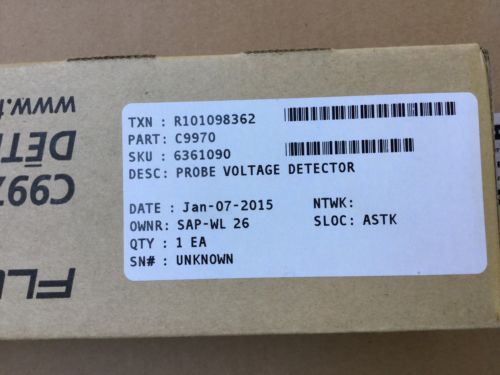 TXN : R101098362
PART: C9970
SKU : 6361090
DESC: PROBE VOLTAGE DETECTOR
DATE : Jan-07-2015 NTWK:
OWNR: SAP-WL 26 SLOC: ASTK
QTY : 1 EA
SN# : UNKNOWN